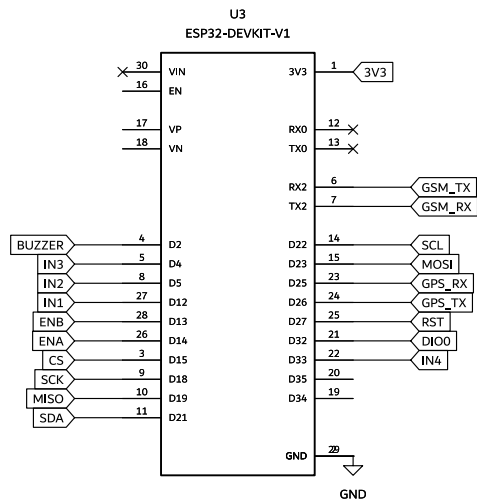 U3
ESP32-DEVKIT-V1
30 VIN 3V3 1 3V3
16 EN
17 VP RX0 12
18 VN TX0 13
RX2 6 GSM_TX
TX2 7 GSM_RX
BUZZER 4 D2 D22 14 SCL
IN3 5 D4 D23 15 MOSI
IN2 8 D5 D25 23 GPS_RX
IN1 27 D12 D26 24 GPS_TX
ENB 28 D13 D27 25 RST
ENA 26 D14 D32 21 DIO0
CS 3 D15 D33 22 IN4
SCK 9 D18 D35 20
MISO 10 D19 D34 19
SDA 11 D21
GND
GND